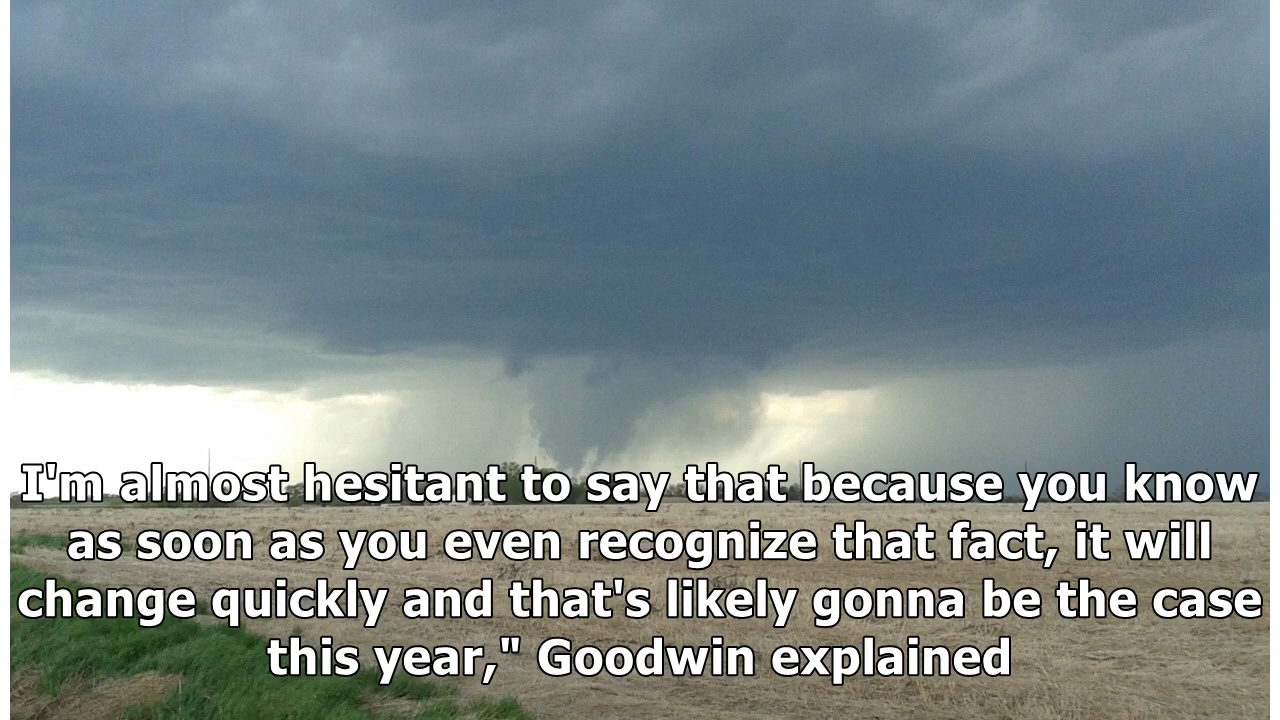 I'm almost hesitant to say that because you know
as soon as you even recognize that fact, it will
change quickly and that's likely gonna be the case
this year," Goodwin explained